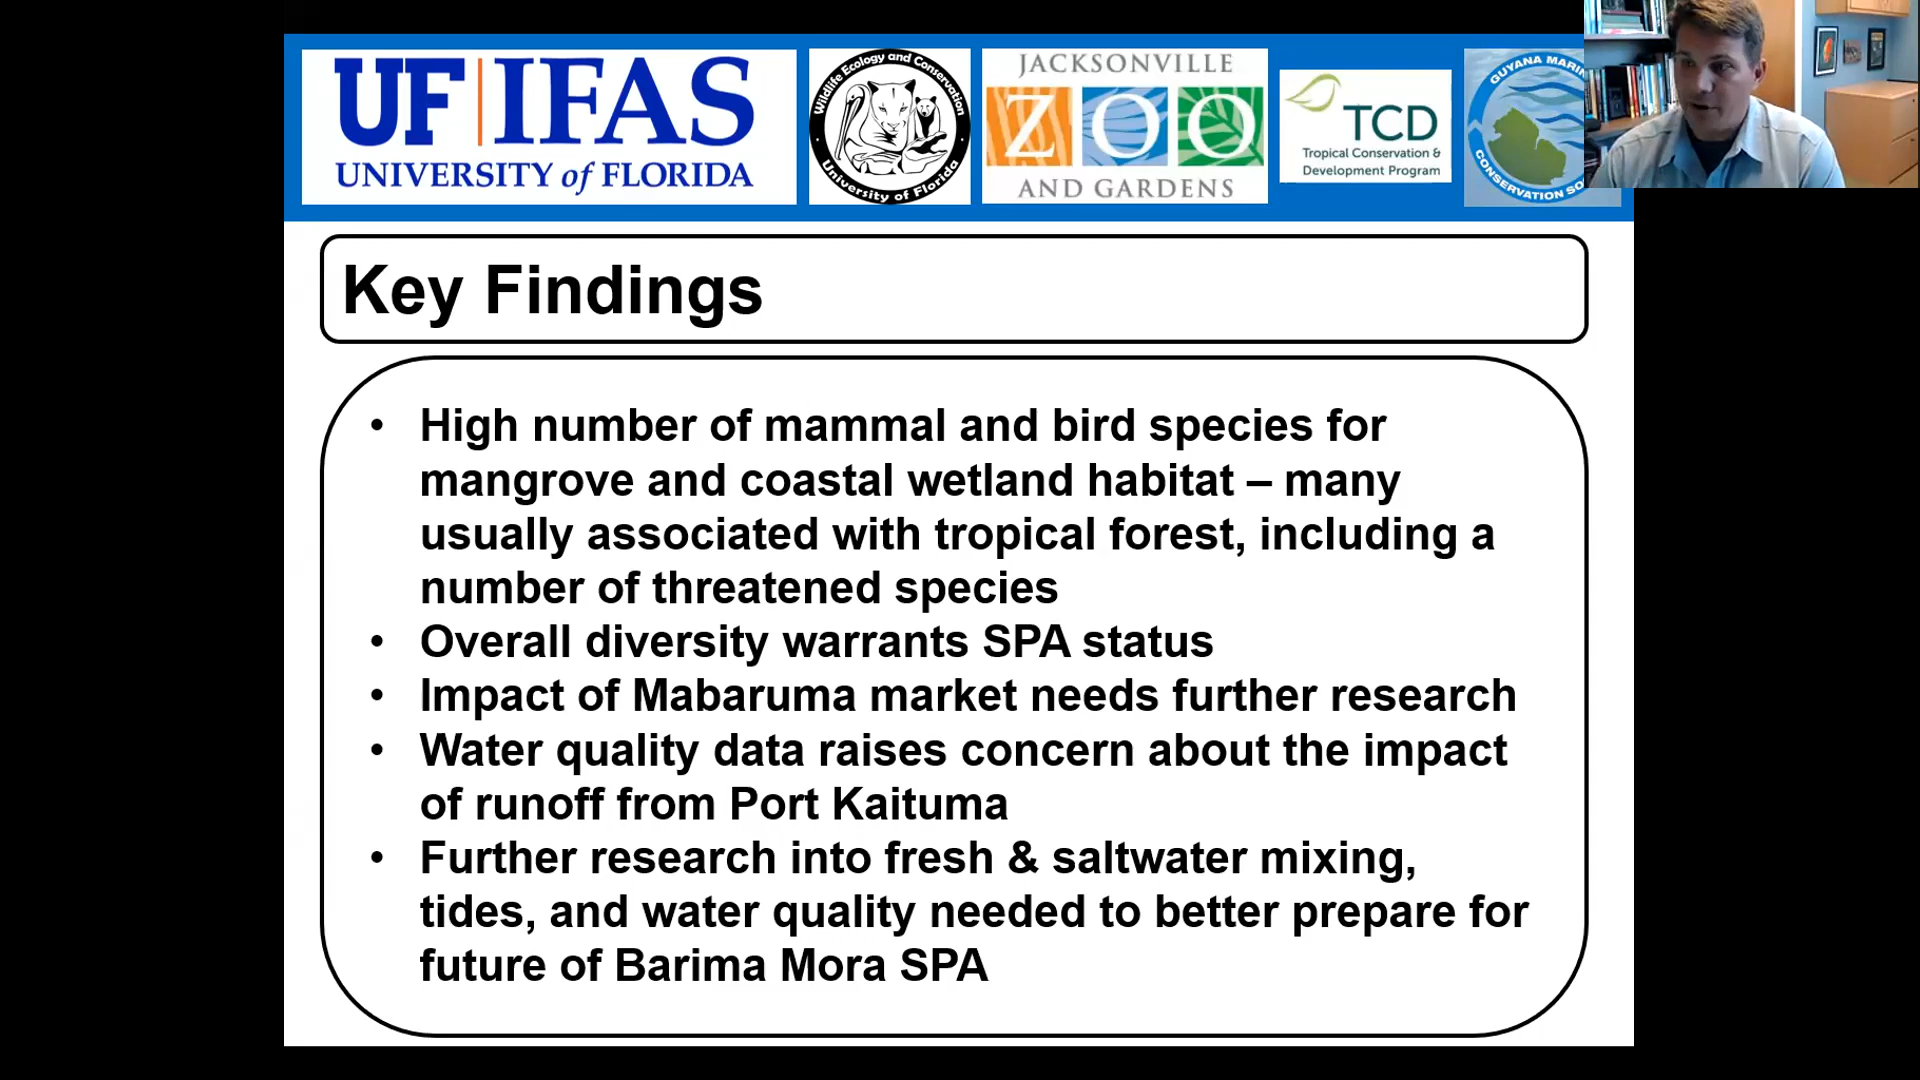 UF|IFAS
UNIVERSITY of FLORIDA
Wildlife Ecology and Conservation
University of Florida
JACKSONVILLE
ZOO
AND GARDENS
TCD
Tropical Conservation &
Development Program
GUYANA
CONSERVATION
Key Findings
• High number of mammal and bird species for
mangrove and coastal wetland habitat – many
usually associated with tropical forest, including a
number of threatened species
• Overall diversity warrants SPA status
• Impact of Mabaruma market needs further research
• Water quality data raises concern about the impact
of runoff from Port Kaituma
• Further research into fresh & saltwater mixing,
tides, and water quality needed to better prepare for
future of Barima Mora SPA